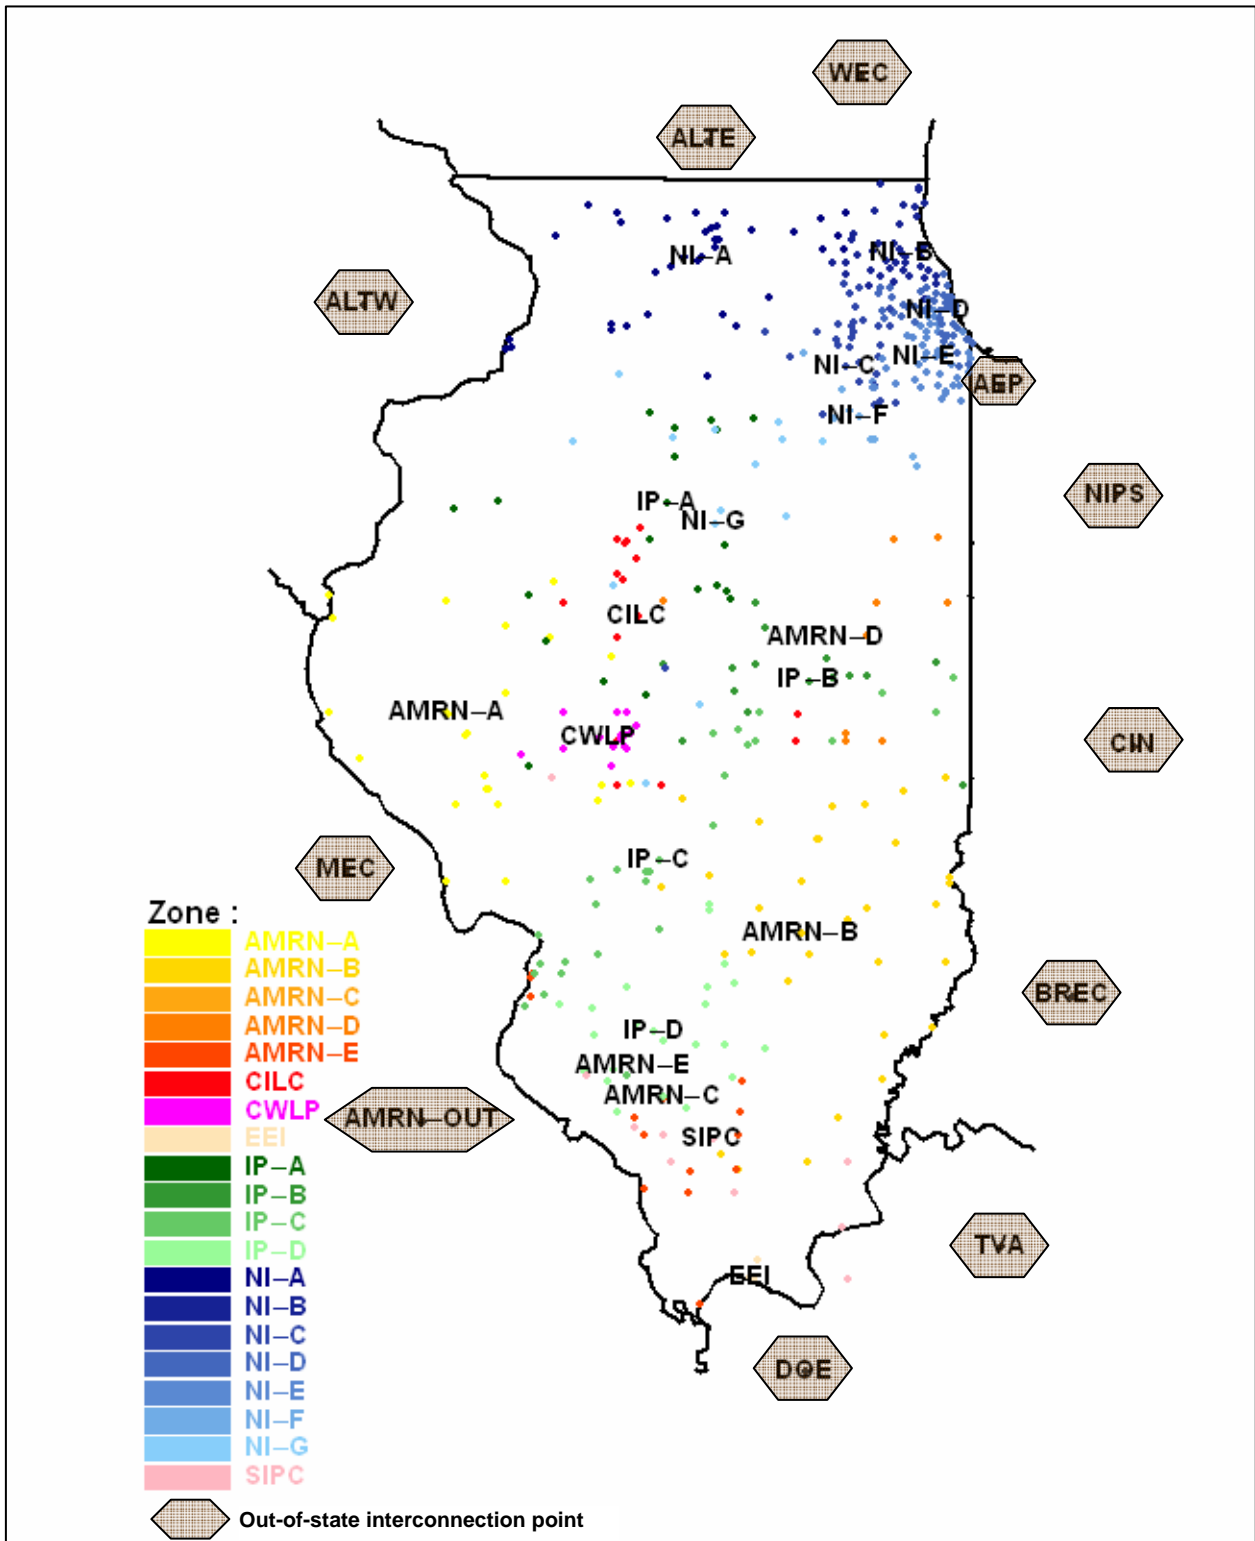 WEC
ALTE
NI–A
NI–B
ALTW
NI–D
NI–C
NI–E
AEP
NI–F
NIPS
IP–A
NI–G
CILC
AMRN–D
IP–B
AMRN–A
CWLP
CIN
IP–C
MEC
AMRN–B
BREC
IP–D
AMRN–E
AMRN–C
AMRN–OUT
SIPC
TVA
EEI
DOE
Zone :
AMRN–A
AMRN–B
AMRN–C
AMRN–D
AMRN–E
CILC
CWLP
EEI
IP–A
IP–B
IP–C
IP–D
NI–A
NI–B
NI–C
NI–D
NI–E
NI–F
NI–G
SIPC
Out-of-state interconnection point